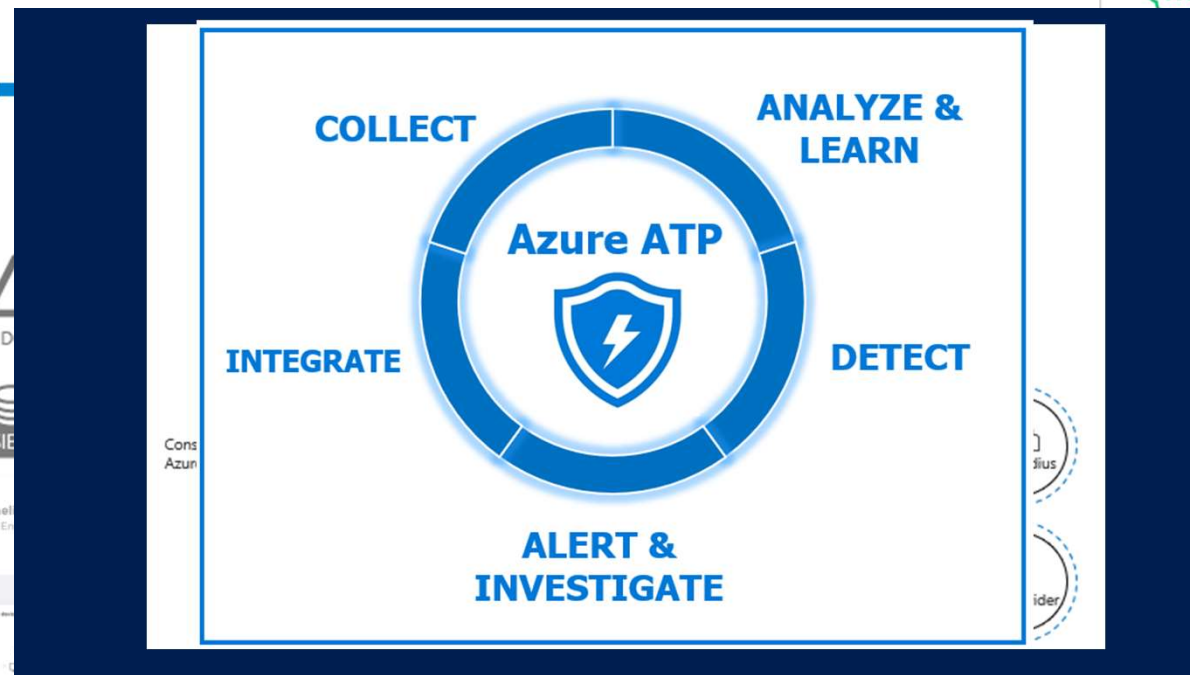 COLLECT
ANALYZE &
LEARN
Azure ATP
INTEGRATE
DETECT
ALERT &
INVESTIGATE